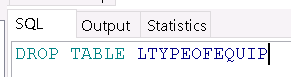 SQL Output Statistics
DROP TABLE LTYPEOFEQUIP